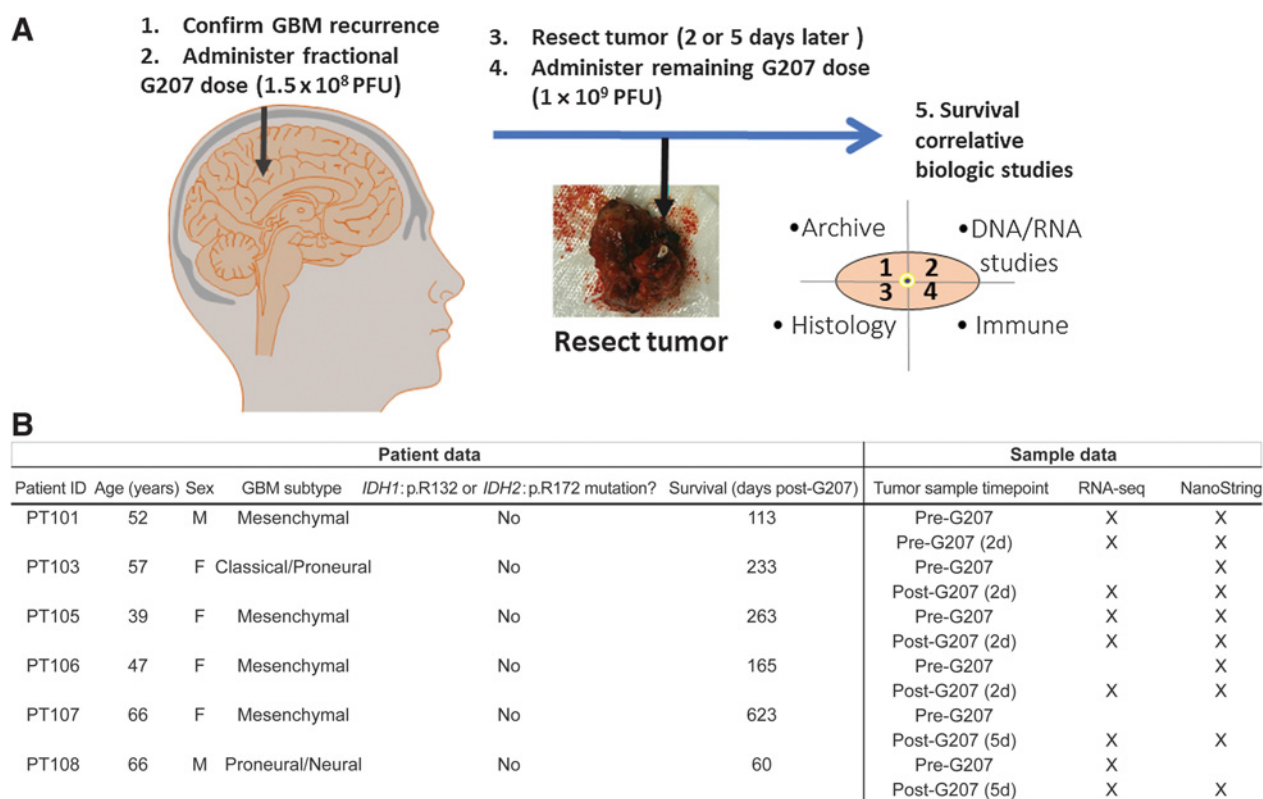 A
1. Confirm GBM recurrence
2. Administer fractional
G207 dose (1.5 x 10⁸ PFU)
3. Resect tumor (2 or 5 days later )
4. Administer remaining G207 dose
(1 × 10⁹ PFU)
5. Survival
correlative
biologic studies
Resect tumor
• Archive
• DNA/RNA
studies
1 2
3 4
• Histology
• Immune
B
Patient data Sample data
Patient ID Age (years) Sex GBM subtype IDH1: p.R132 or IDH2: p.R172 mutation? Survival (days post-G207) Tumor sample timepoint RNA-seq NanoString
PT101 52 M Mesenchymal No 113 Pre-G207 X X
Pre-G207 (2d) X X
PT103 57 F Classical/Proneural No 233 Pre-G207 X
Post-G207 (2d) X X
PT105 39 F Mesenchymal No 263 Pre-G207 X X
Post-G207 (2d) X X
PT106 47 F Mesenchymal No 165 Pre-G207 X
Post-G207 (2d) X X
PT107 66 F Mesenchymal No 623 Pre-G207
Post-G207 (5d) X X
PT108 66 M Proneural/Neural No 60 Pre-G207 X
Post-G207 (5d) X X